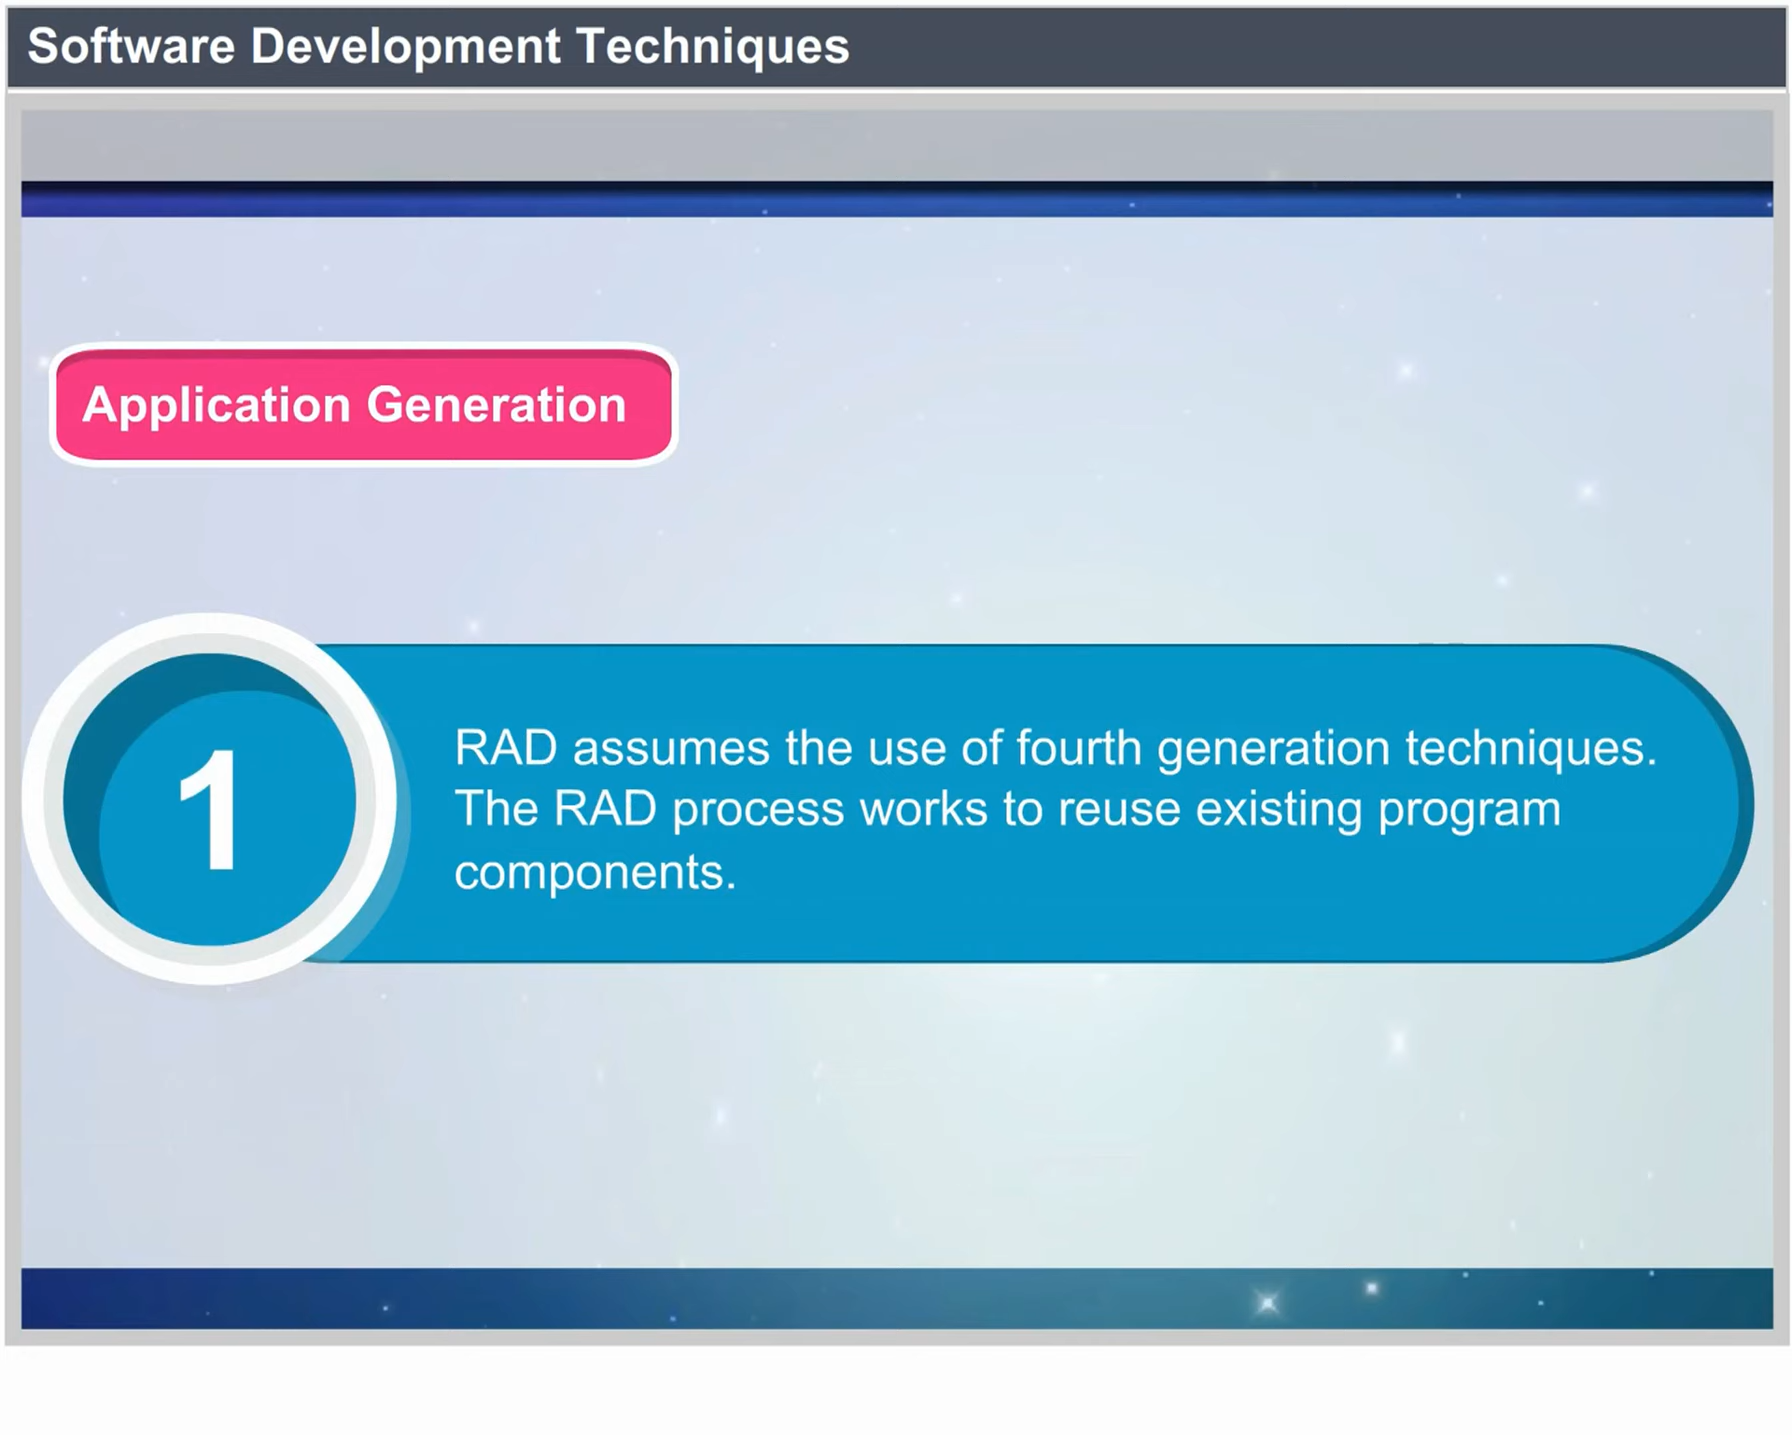 Software Development Techniques
Application Generation
1
RAD assumes the use of fourth generation techniques.
The RAD process works to reuse existing program
components.